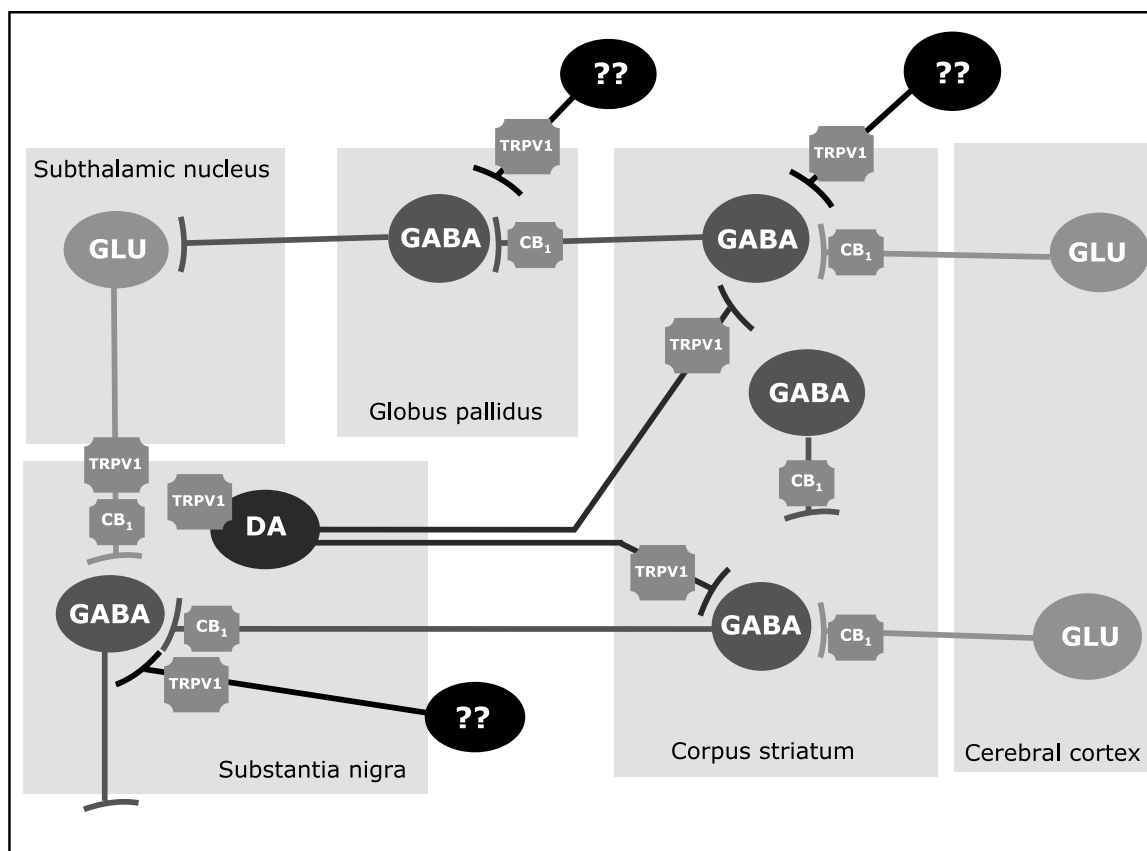 ??
??
TRPV1
TRPV1
Subthalamic nucleus
GLU
GABA
CB1
GABA
CB1
GLU
TRPV1
GABA
Globus pallidus
TRPV1
CB1
TRPV1
CB1
DA
TRPV1
GABA
CB1
GABA
CB1
GLU
TRPV1
??
Substantia nigra
Corpus striatum
Cerebral cortex